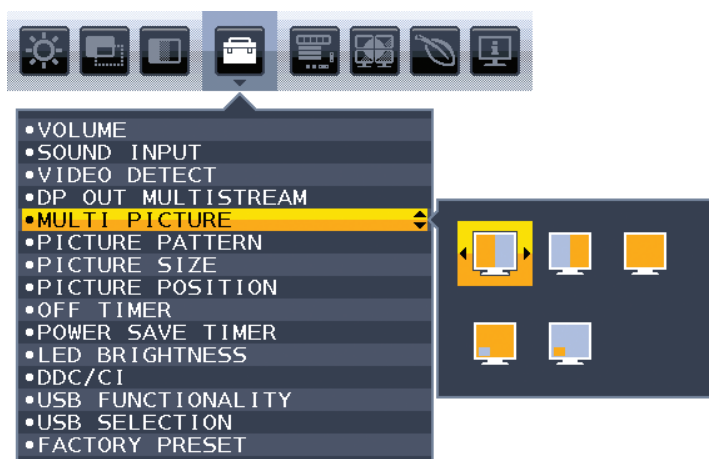 •VOLUME
•SOUND INPUT
•VIDEO DETECT
•DP OUT MULTISTREAM
•MULTI PICTURE
•PICTURE PATTERN
•PICTURE SIZE
•PICTURE POSITION
•OFF TIMER
•POWER SAVE TIMER
•LED BRIGHTNESS
•DDC/CI
•USB FUNCTIONALITY
•USB SELECTION
•FACTORY PRESET